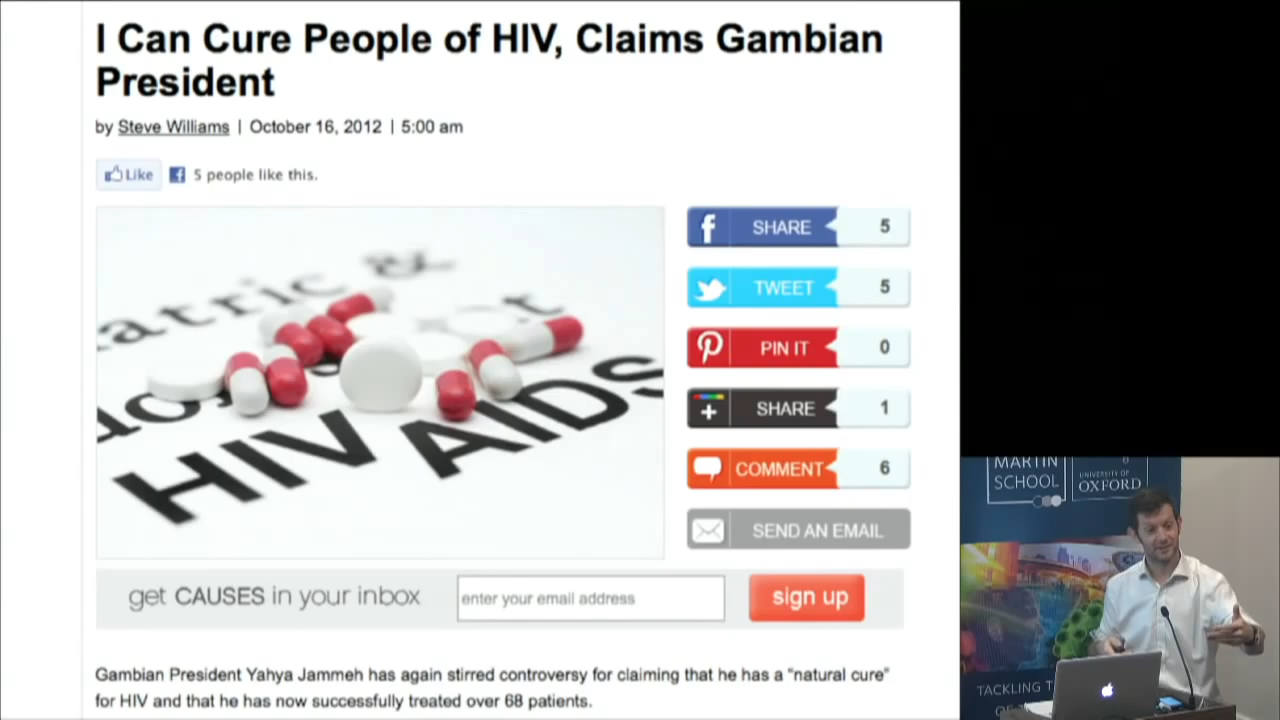 I Can Cure People of HIV, Claims Gambian
President
by Steve Williams | October 16, 2012 | 5:00 am
Like
5 people like this.
SHARE 5
TWEET 5
PIN IT 0
SHARE 1
COMMENT 6
SEND AN EMAIL
atric &
HIV AIDS
get CAUSES in your inbox
enter your email address
sign up
Gambian President Yahya Jammeh has again stirred controversy for claiming that he has a “natural cure”
for HIV and that he has now successfully treated over 68 patients.
MARTIN
SCHOOL
UNIVERSITY OF
OXFORD
TACKLING T
OF